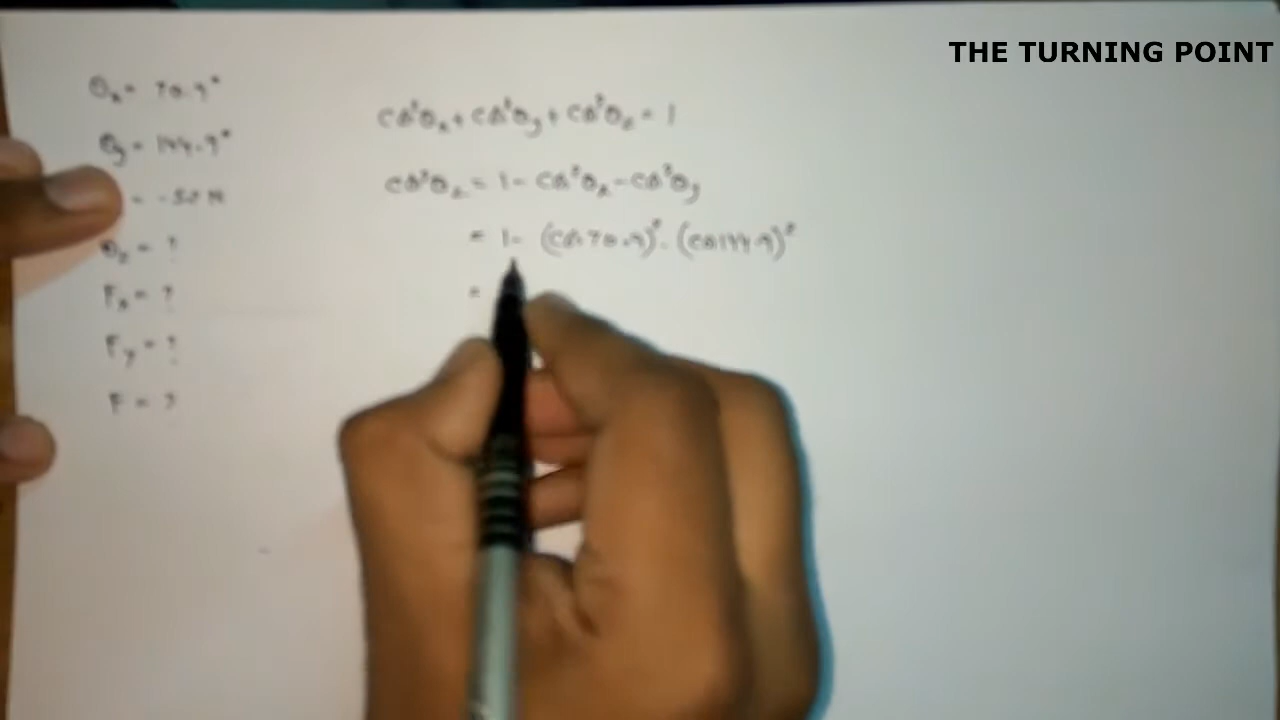 THE TURNING POINT
θx = 70.9°
θy = 144.9°
= -52 N
θz = ?
Fx = ?
Fy = ?
F = ?
cos²θx + cos²θy + cos²θz = 1
cos²θz = 1 - cos²θx - cos²θy
= 1 - (cos 70.9)² - (cos 144.9)²
=